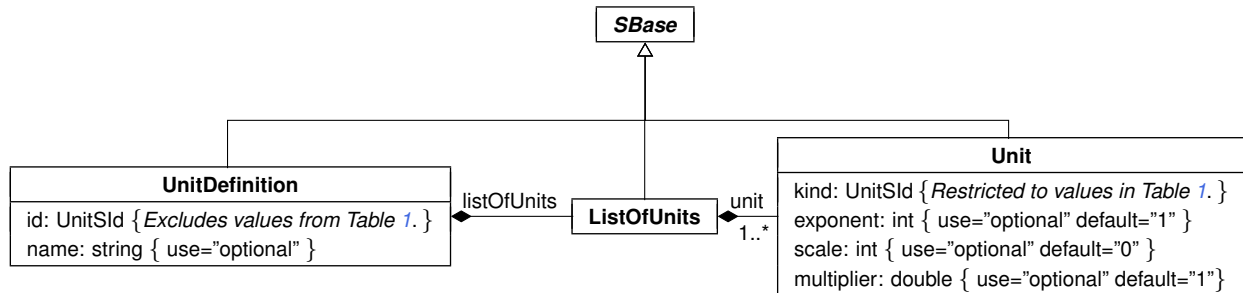 SBase
UnitDefinition
id: UnitSId {Excludes values from Table 1.}
name: string { use="optional" }
listOfUnits
ListOfUnits
unit
1..*
Unit
kind: UnitSId {Restricted to values in Table 1.}
exponent: int { use="optional" default="1" }
scale: int { use="optional" default="0" }
multiplier: double { use="optional" default="1"}